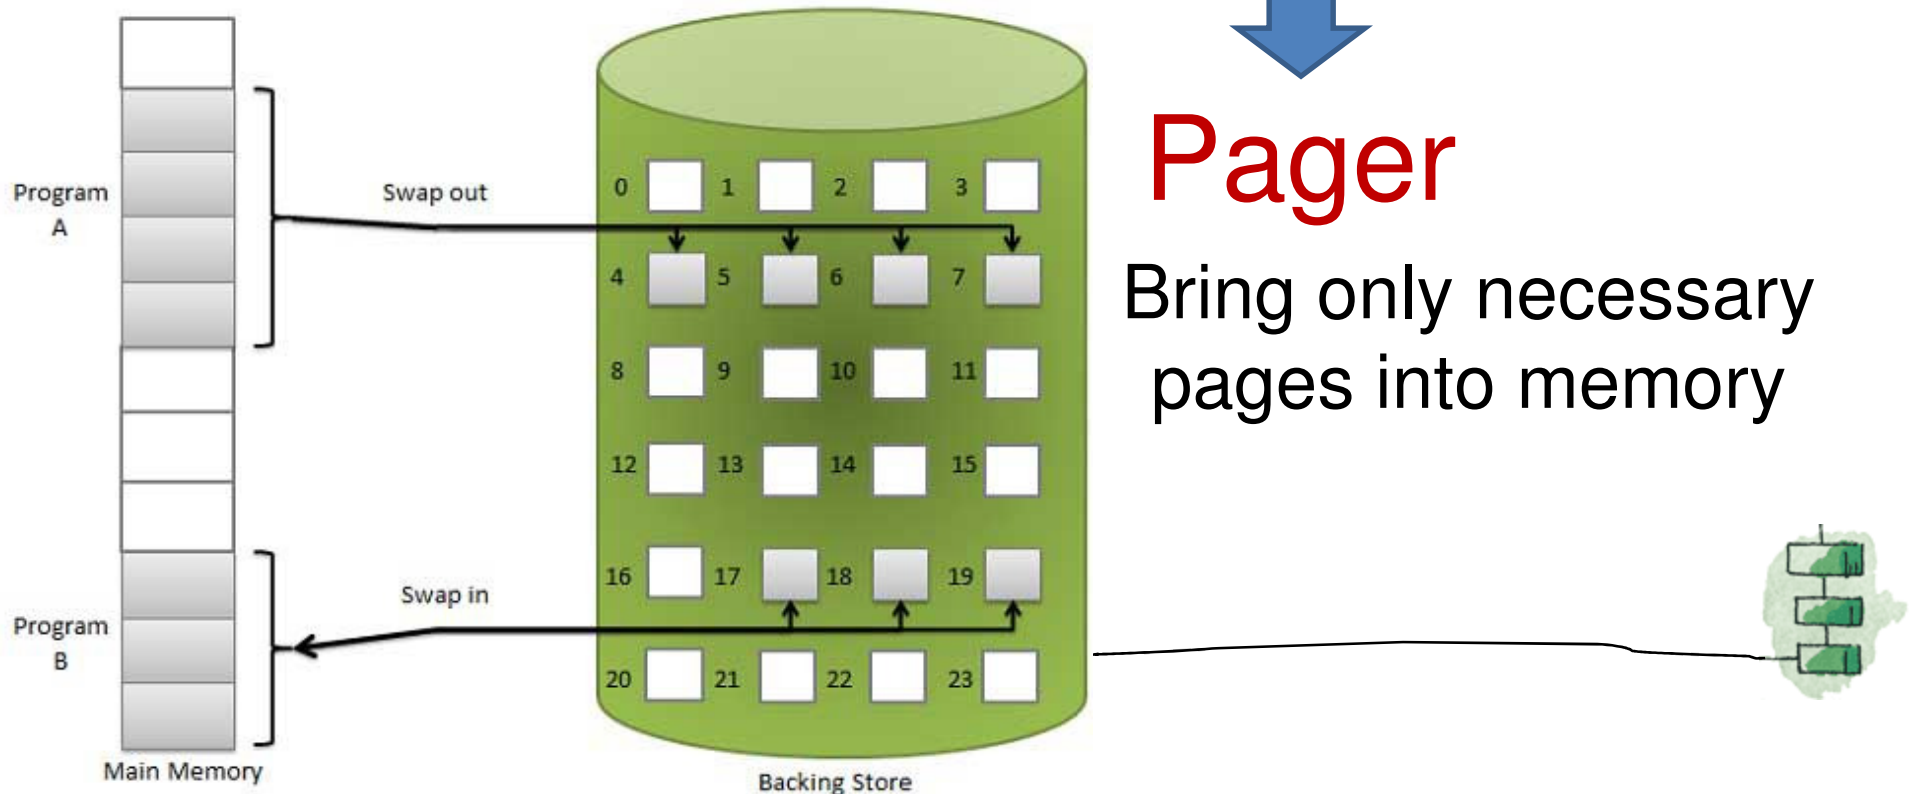 Pager
Bring only necessary
pages into memory
Program
A
Swap out
0 1 2 3
4 5 6 7
8 9 10 11
12 13 14 15
16 17 18 19
Swap in
Program
B
20 21 22 23
Main Memory
Backing Store